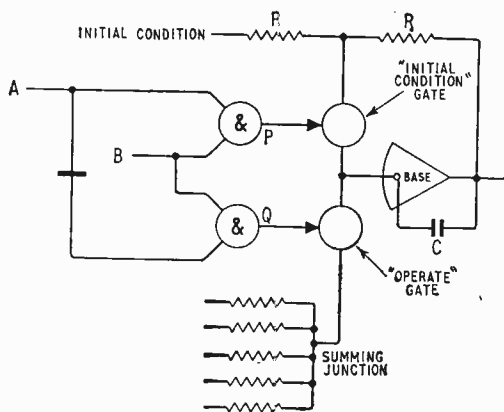 R
R
INITIAL CONDITION
"INITIAL
CONDITION"
GATE
A
&
P
B
BASE
&
Q
C
"OPERATE"
GATE
SUMMING
JUNCTION